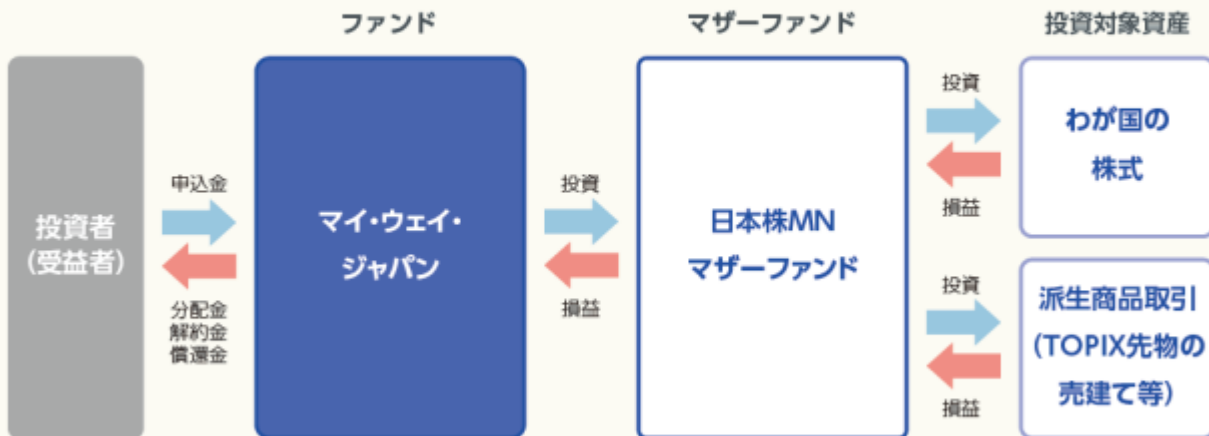 ファンド
マザーファンド
投資対象資産
投資者
(受益者)
申込金
分配金
解約金
償還金
マイ・ウェイ・
ジャパン
投資
損益
日本株MN
マザーファンド
投資
損益
わが国の
株式
投資
損益
派生商品取引
(TOPIX先物の
売建て等)